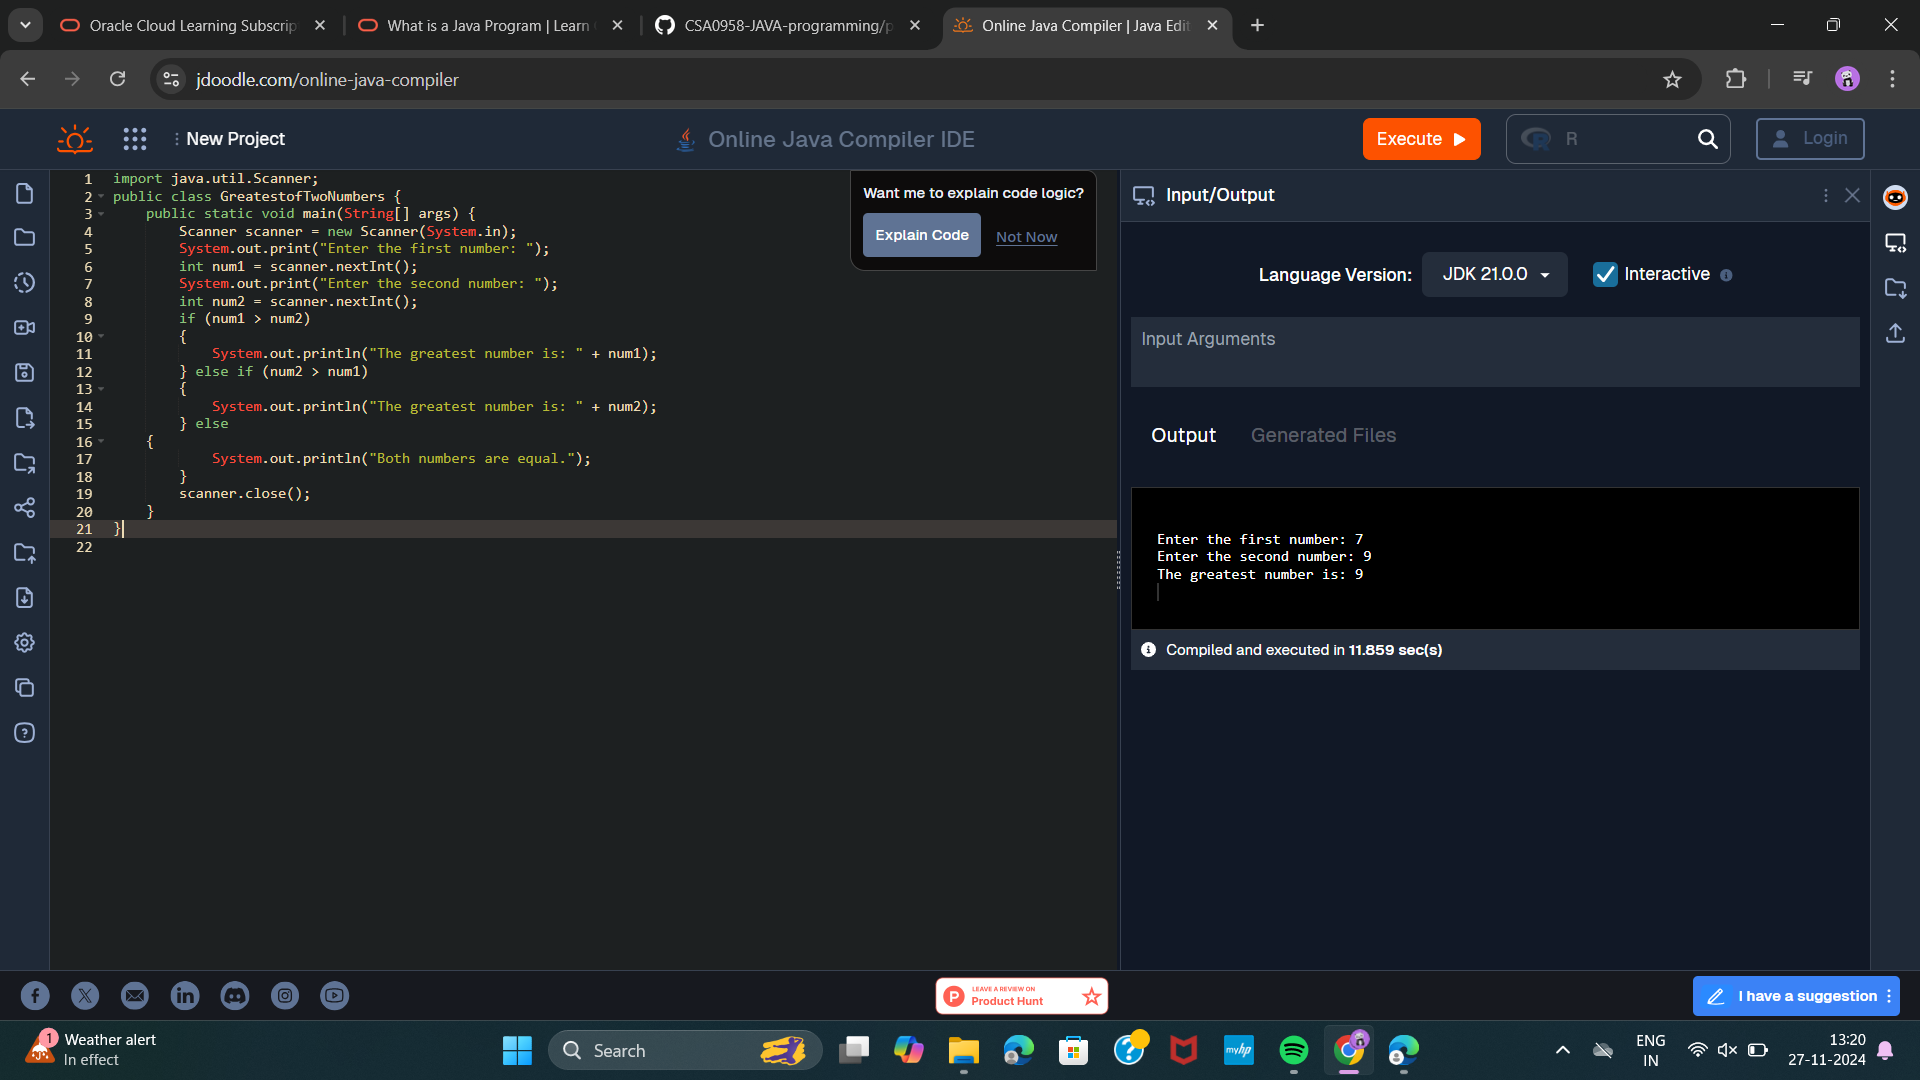 Oracle Cloud Learning Subscrip
What is a Java Program | Learn
CSA0958-JAVA-programming/p
Online Java Compiler | Java Edi
jdoodle.com/online-java-compiler
New Project
Online Java Compiler IDE
Execute
R
Login
1 import java.util.Scanner;
2 public class GreatestofTwoNumbers {
3     public static void main(String[] args) {
4         Scanner scanner = new Scanner(System.in);
5         System.out.print("Enter the first number: ");
6         int num1 = scanner.nextInt();
7         System.out.print("Enter the second number: ");
8         int num2 = scanner.nextInt();
9         if (num1 > num2)
10         {
11             System.out.println("The greatest number is: " + num1);
12         } else if (num2 > num1)
13         {
14             System.out.println("The greatest number is: " + num2);
15         } else
16     {
17             System.out.println("Both numbers are equal.");
18         }
19         scanner.close();
20     }
21 }
22
Want me to explain code logic?
Explain Code
Not Now
Input/Output
Language Version:
JDK 21.0.0
Interactive
Input Arguments
Output
Generated Files
Enter the first number: 7
Enter the second number: 9
The greatest number is: 9
Compiled and executed in 11.859 sec(s)
LEAVE A REVIEW ON
Product Hunt
I have a suggestion
1
Weather alert
In effect
Search
myhp
ENG
IN
13:20
27-11-2024